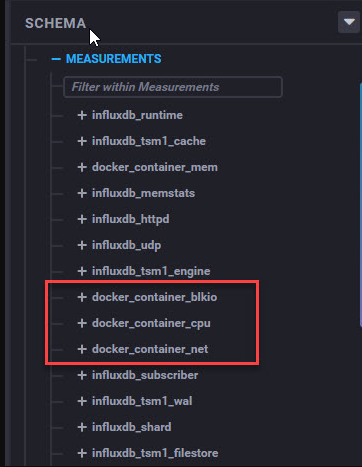 SCHEMA
MEASUREMENTS
Filter within Measurements
influxdb_runtime
influxdb_tsm1_cache
docker_container_mem
influxdb_memstats
influxdb_httpd
influxdb_udp
influxdb_tsm1_engine
docker_container_blkio
docker_container_cpu
docker_container_net
influxdb_subscriber
influxdb_tsm1_wal
influxdb_shard
influxdb_tsm1_filestore